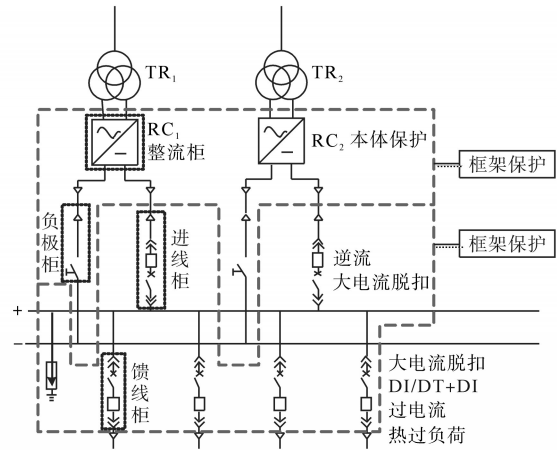 TR₁
TR₂
RC₁
整流柜
RC₂ 本体保护
框架保护
负极柜
进线柜
逆流
大电流脱扣
框架保护
+
−
馈线柜
大电流脱扣
DI/DT+DI
过电流
热过负荷